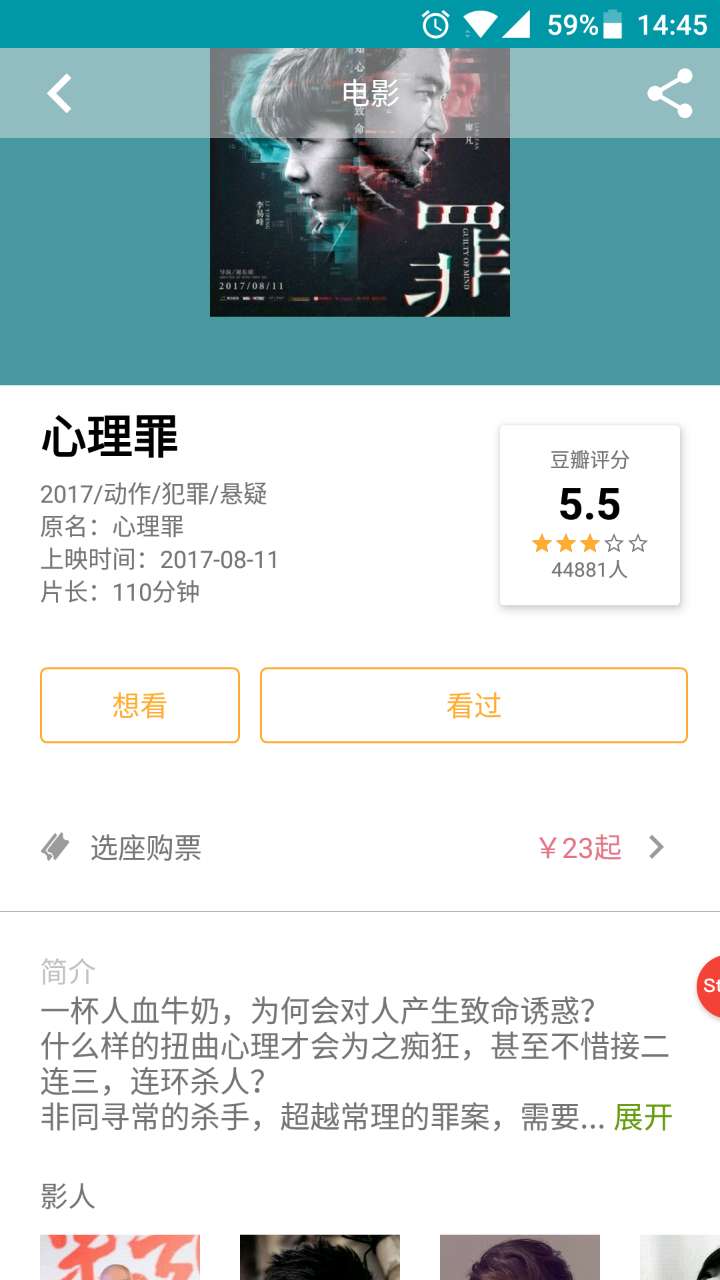 59%
14:45
电影
知心
致命
廖凡
李易峰
LI YIFENG
罪
GUILTY OF MIND
2017/08/11
心理罪
2017/动作/犯罪/悬疑
原名：心理罪
上映时间：2017-08-11
片长：110分钟
豆瓣评分
5.5
44881人
想看
看过
选座购票
￥23起
简介
一杯人血牛奶，为何会对人产生致命诱惑？
什么样的扭曲心理才会为之痴狂，甚至不惜接二
连三，连环杀人？
非同寻常的杀手，超越常理的罪案，需要... 展开
St
影人